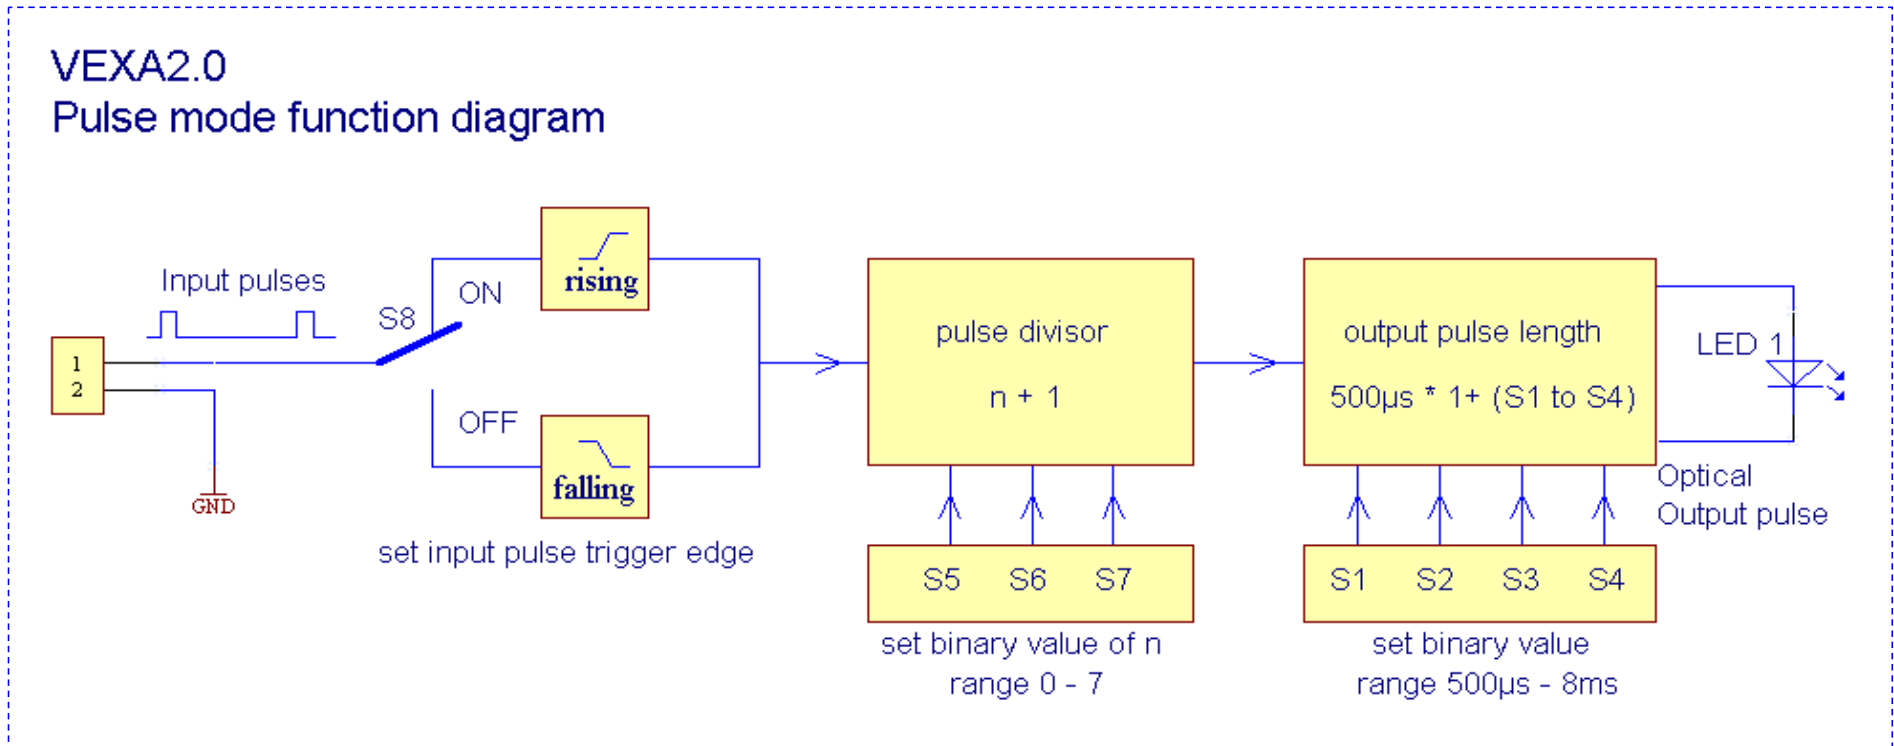 VEXA2.0
Pulse mode function diagram
Input pulses
1
2
GND
S8
ON
OFF
rising
falling
set input pulse trigger edge
pulse divisor
n + 1
S5 S6 S7
set binary value of n
range 0 - 7
output pulse length
500µs * 1+ (S1 to S4)
S1 S2 S3 S4
set binary value
range 500µs - 8ms
LED 1
Optical
Output pulse